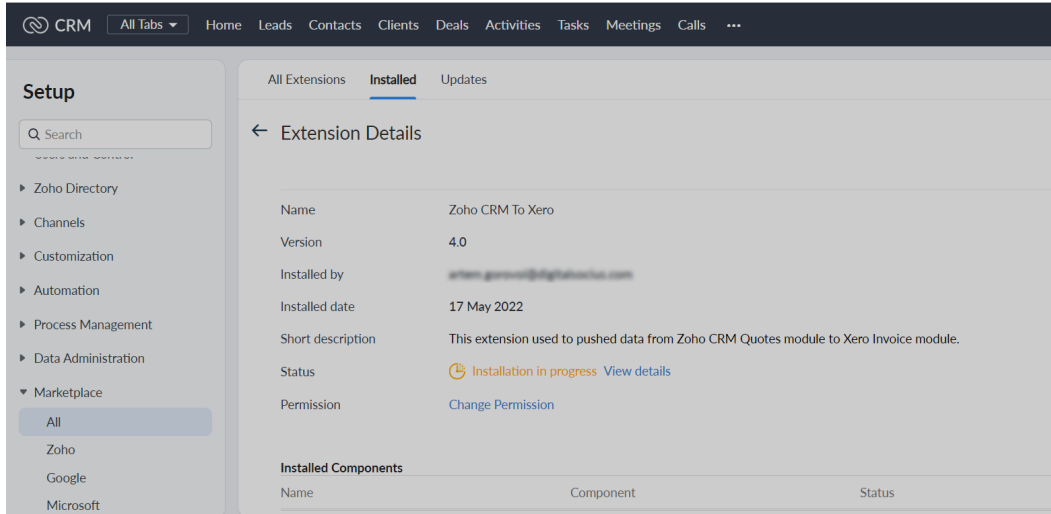 CRM All Tabs Home Leads Contacts Clients Deals Activities Tasks Meetings Calls •••
Setup
Search
Zoho Directory
Channels
Customization
Automation
Process Management
Data Administration
Marketplace
All
Zoho
Google
Microsoft
All Extensions Installed Updates
Extension Details
Name Zoho CRM To Xero
Version 4.0
Installed by
Installed date 17 May 2022
Short description This extension used to pushed data from Zoho CRM Quotes module to Xero Invoice module.
Status Installation in progress View details
Permission Change Permission
Installed Components
Name Component Status